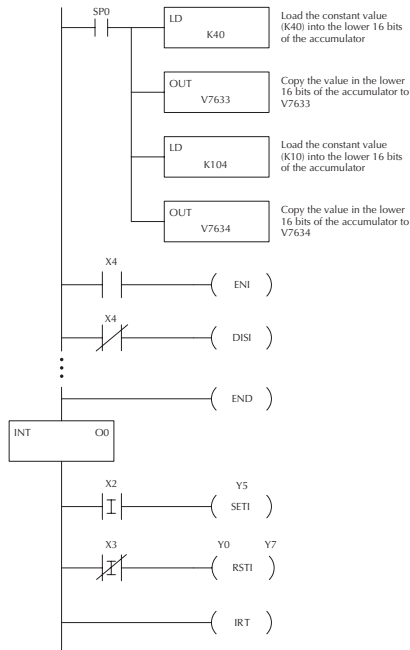 SP0
LD
K40
Load the constant value
(K40) into the lower 16 bits
of the accumulator
OUT
V7633
Copy the value in the lower
16 bits of the accumulator to
V7633
LD
K104
Load the constant value
(K10) into the lower 16 bits
of the accumulator
OUT
V7634
Copy the value in the lower
16 bits of the accumulator to
V7634
X4
ENI
X4
DISI
END
INT O0
X2
Y5
SETI
X3
Y0 Y7
RSTI
IRT